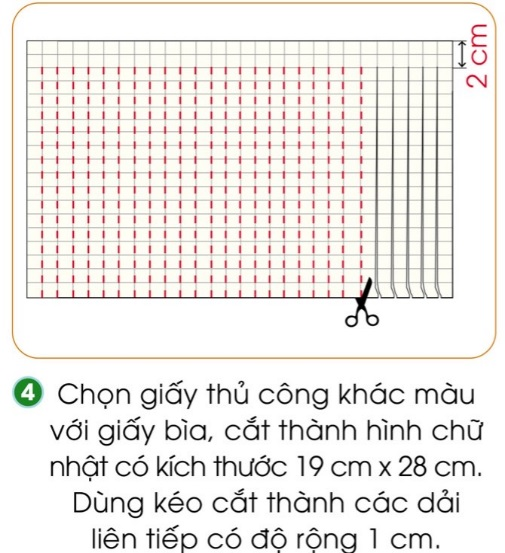 2 cm
4 Chọn giấy thủ công khác màu
với giấy bìa, cắt thành hình chữ
nhật có kích thước 19 cm x 28 cm.
Dùng kéo cắt thành các dải
liên tiếp có độ rộng 1 cm.